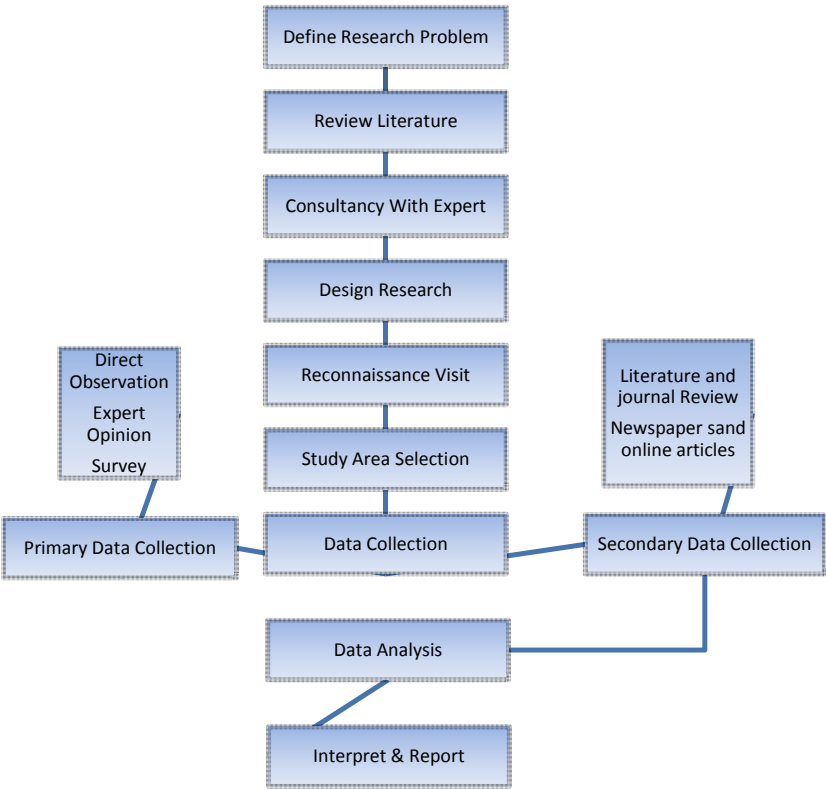 Define Research Problem
Review Literature
Consultancy With Expert
Design Research
Reconnaissance Visit
Study Area Selection
Direct
Observation
Expert
Opinion
Survey
Literature and
journal Review
Newspaper sand
online articles
Primary Data Collection
Data Collection
Secondary Data Collection
Data Analysis
Interpret & Report